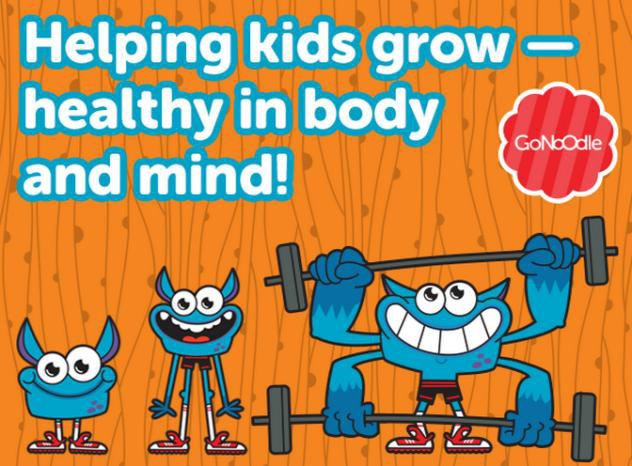 Helping kids grow —
healthy in body
and mind!
GoNoOdle